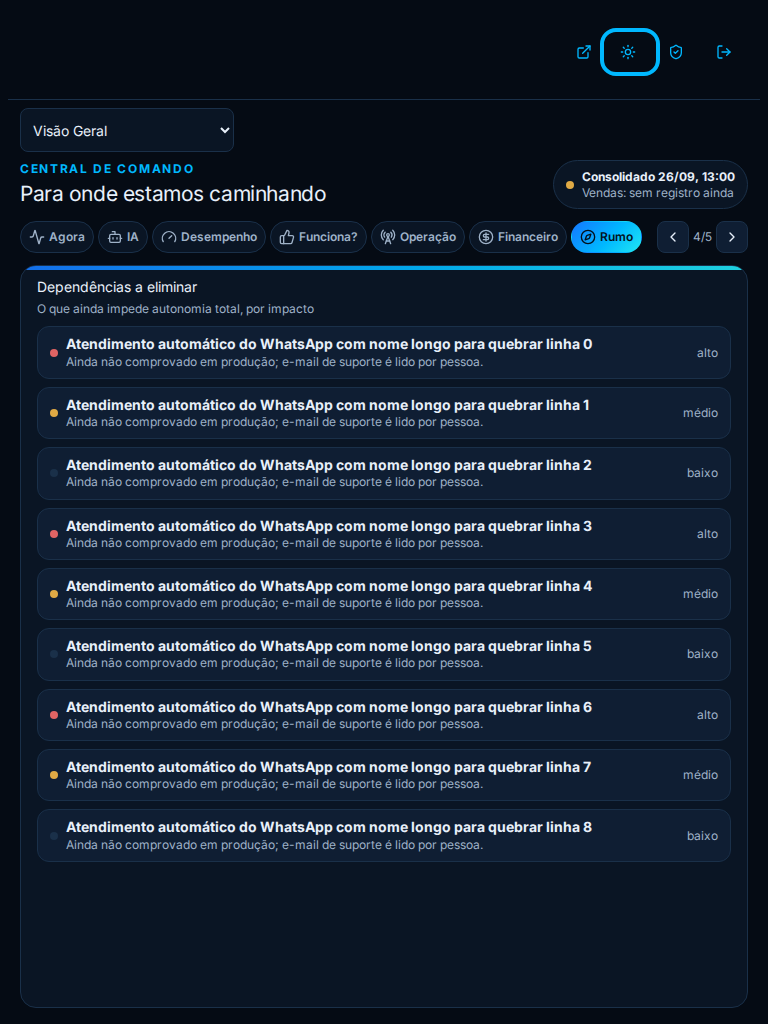 Visão Geral
CENTRAL DE COMANDO
Para onde estamos caminhando
Consolidado 26/09, 13:00
Vendas: sem registro ainda
Agora
IA
Desempenho
Funciona?
Operação
Financeiro
Rumo
4/5
Dependências a eliminar
O que ainda impede autonomia total, por impacto
Atendimento automático do WhatsApp com nome longo para quebrar linha 0
Ainda não comprovado em produção; e-mail de suporte é lido por pessoa.
alto
Atendimento automático do WhatsApp com nome longo para quebrar linha 1
Ainda não comprovado em produção; e-mail de suporte é lido por pessoa.
médio
Atendimento automático do WhatsApp com nome longo para quebrar linha 2
Ainda não comprovado em produção; e-mail de suporte é lido por pessoa.
baixo
Atendimento automático do WhatsApp com nome longo para quebrar linha 3
Ainda não comprovado em produção; e-mail de suporte é lido por pessoa.
alto
Atendimento automático do WhatsApp com nome longo para quebrar linha 4
Ainda não comprovado em produção; e-mail de suporte é lido por pessoa.
médio
Atendimento automático do WhatsApp com nome longo para quebrar linha 5
Ainda não comprovado em produção; e-mail de suporte é lido por pessoa.
baixo
Atendimento automático do WhatsApp com nome longo para quebrar linha 6
Ainda não comprovado em produção; e-mail de suporte é lido por pessoa.
alto
Atendimento automático do WhatsApp com nome longo para quebrar linha 7
Ainda não comprovado em produção; e-mail de suporte é lido por pessoa.
médio
Atendimento automático do WhatsApp com nome longo para quebrar linha 8
Ainda não comprovado em produção; e-mail de suporte é lido por pessoa.
baixo